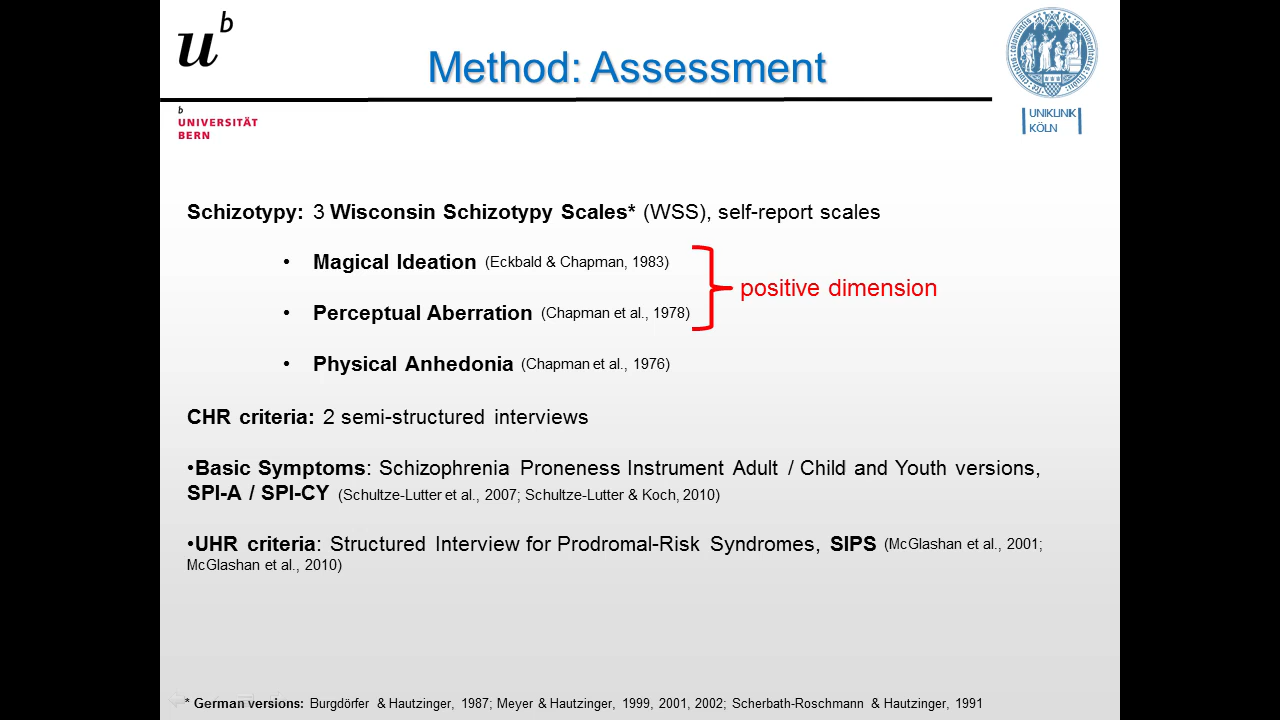 u b
Method: Assessment
b
UNIVERSITÄT
BERN
UNIKLINIK
KÖLN
Schizotypy: 3 Wisconsin Schizotypy Scales* (WSS), self-report scales
• Magical Ideation (Eckbald & Chapman, 1983)
positive dimension
• Perceptual Aberration (Chapman et al., 1978)
• Physical Anhedonia (Chapman et al., 1976)
CHR criteria: 2 semi-structured interviews
•Basic Symptoms: Schizophrenia Proneness Instrument Adult / Child and Youth versions,
SPI-A / SPI-CY (Schultze-Lutter et al., 2007; Schultze-Lutter & Koch, 2010)
•UHR criteria: Structured Interview for Prodromal-Risk Syndromes, SIPS (McGlashan et al., 2001;
McGlashan et al., 2010)
* German versions: Burgdörfer & Hautzinger, 1987; Meyer & Hautzinger, 1999, 2001, 2002; Scherbath-Roschmann & Hautzinger, 1991